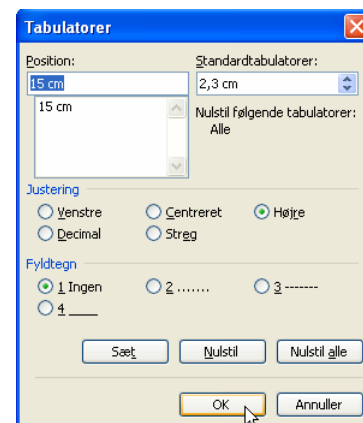 Tabulatorer
Position: Standardtabulatorer:
15 cm 2,3 cm
15 cm Nulstil følgende tabulatorer:
Alle
Justering
Venstre Centreret Højre
Decimal Streg
Fyldtegn
1 Ingen 2 ....... 3 -------
4 ____
Sæt Nulstil Nulstil alle
OK Annuller